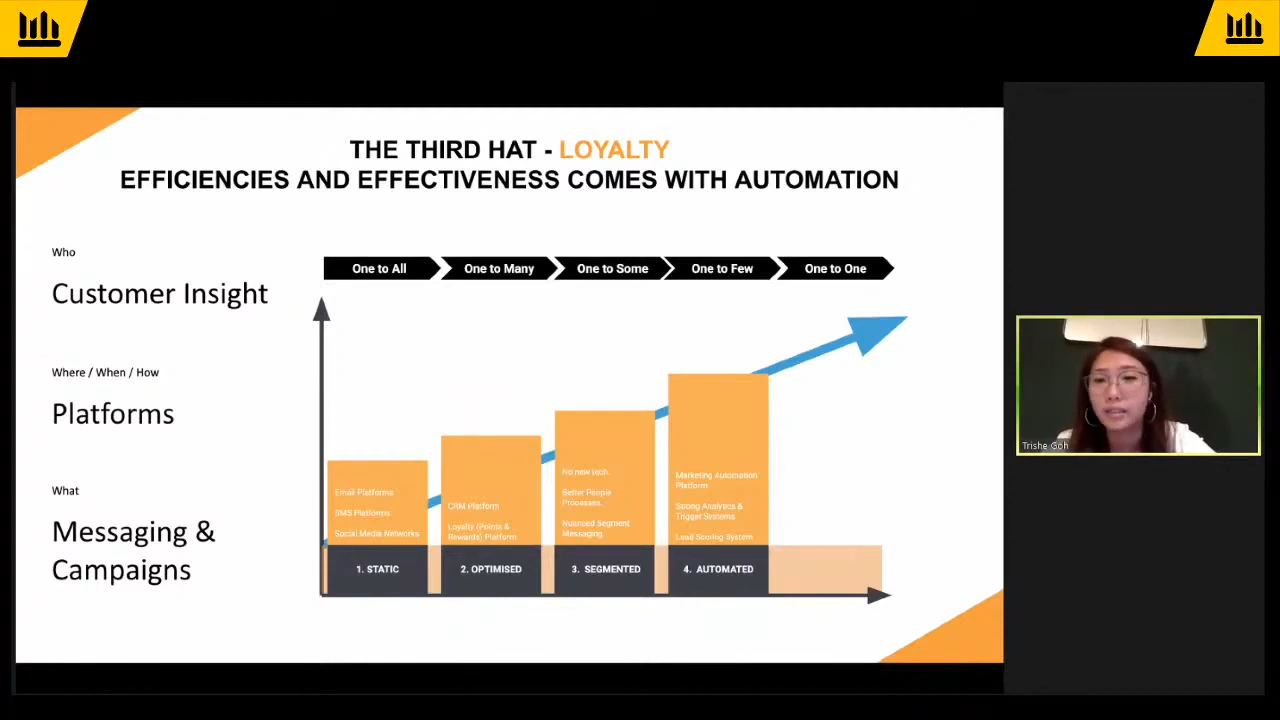 THE THIRD HAT - LOYALTY
EFFICIENCIES AND EFFECTIVENESS COMES WITH AUTOMATION
Who
Customer Insight
Where / When / How
Platforms
What
Messaging &
Campaigns
One to All
One to Many
One to Some
One to Few
One to One
Email Platforms
SMS Platforms
Social Media Networks
1. STATIC
CRM Platform
Loyalty (Points &
Rewards) Platform
2. OPTIMISED
No new tech.
Better People
Processes.
Nuanced Segment
Messaging
3. SEGMENTED
Marketing Automation
Platform
Strong Analytics &
Trigger Systems
Lead Scoring System
4. AUTOMATED
Trishe Goh